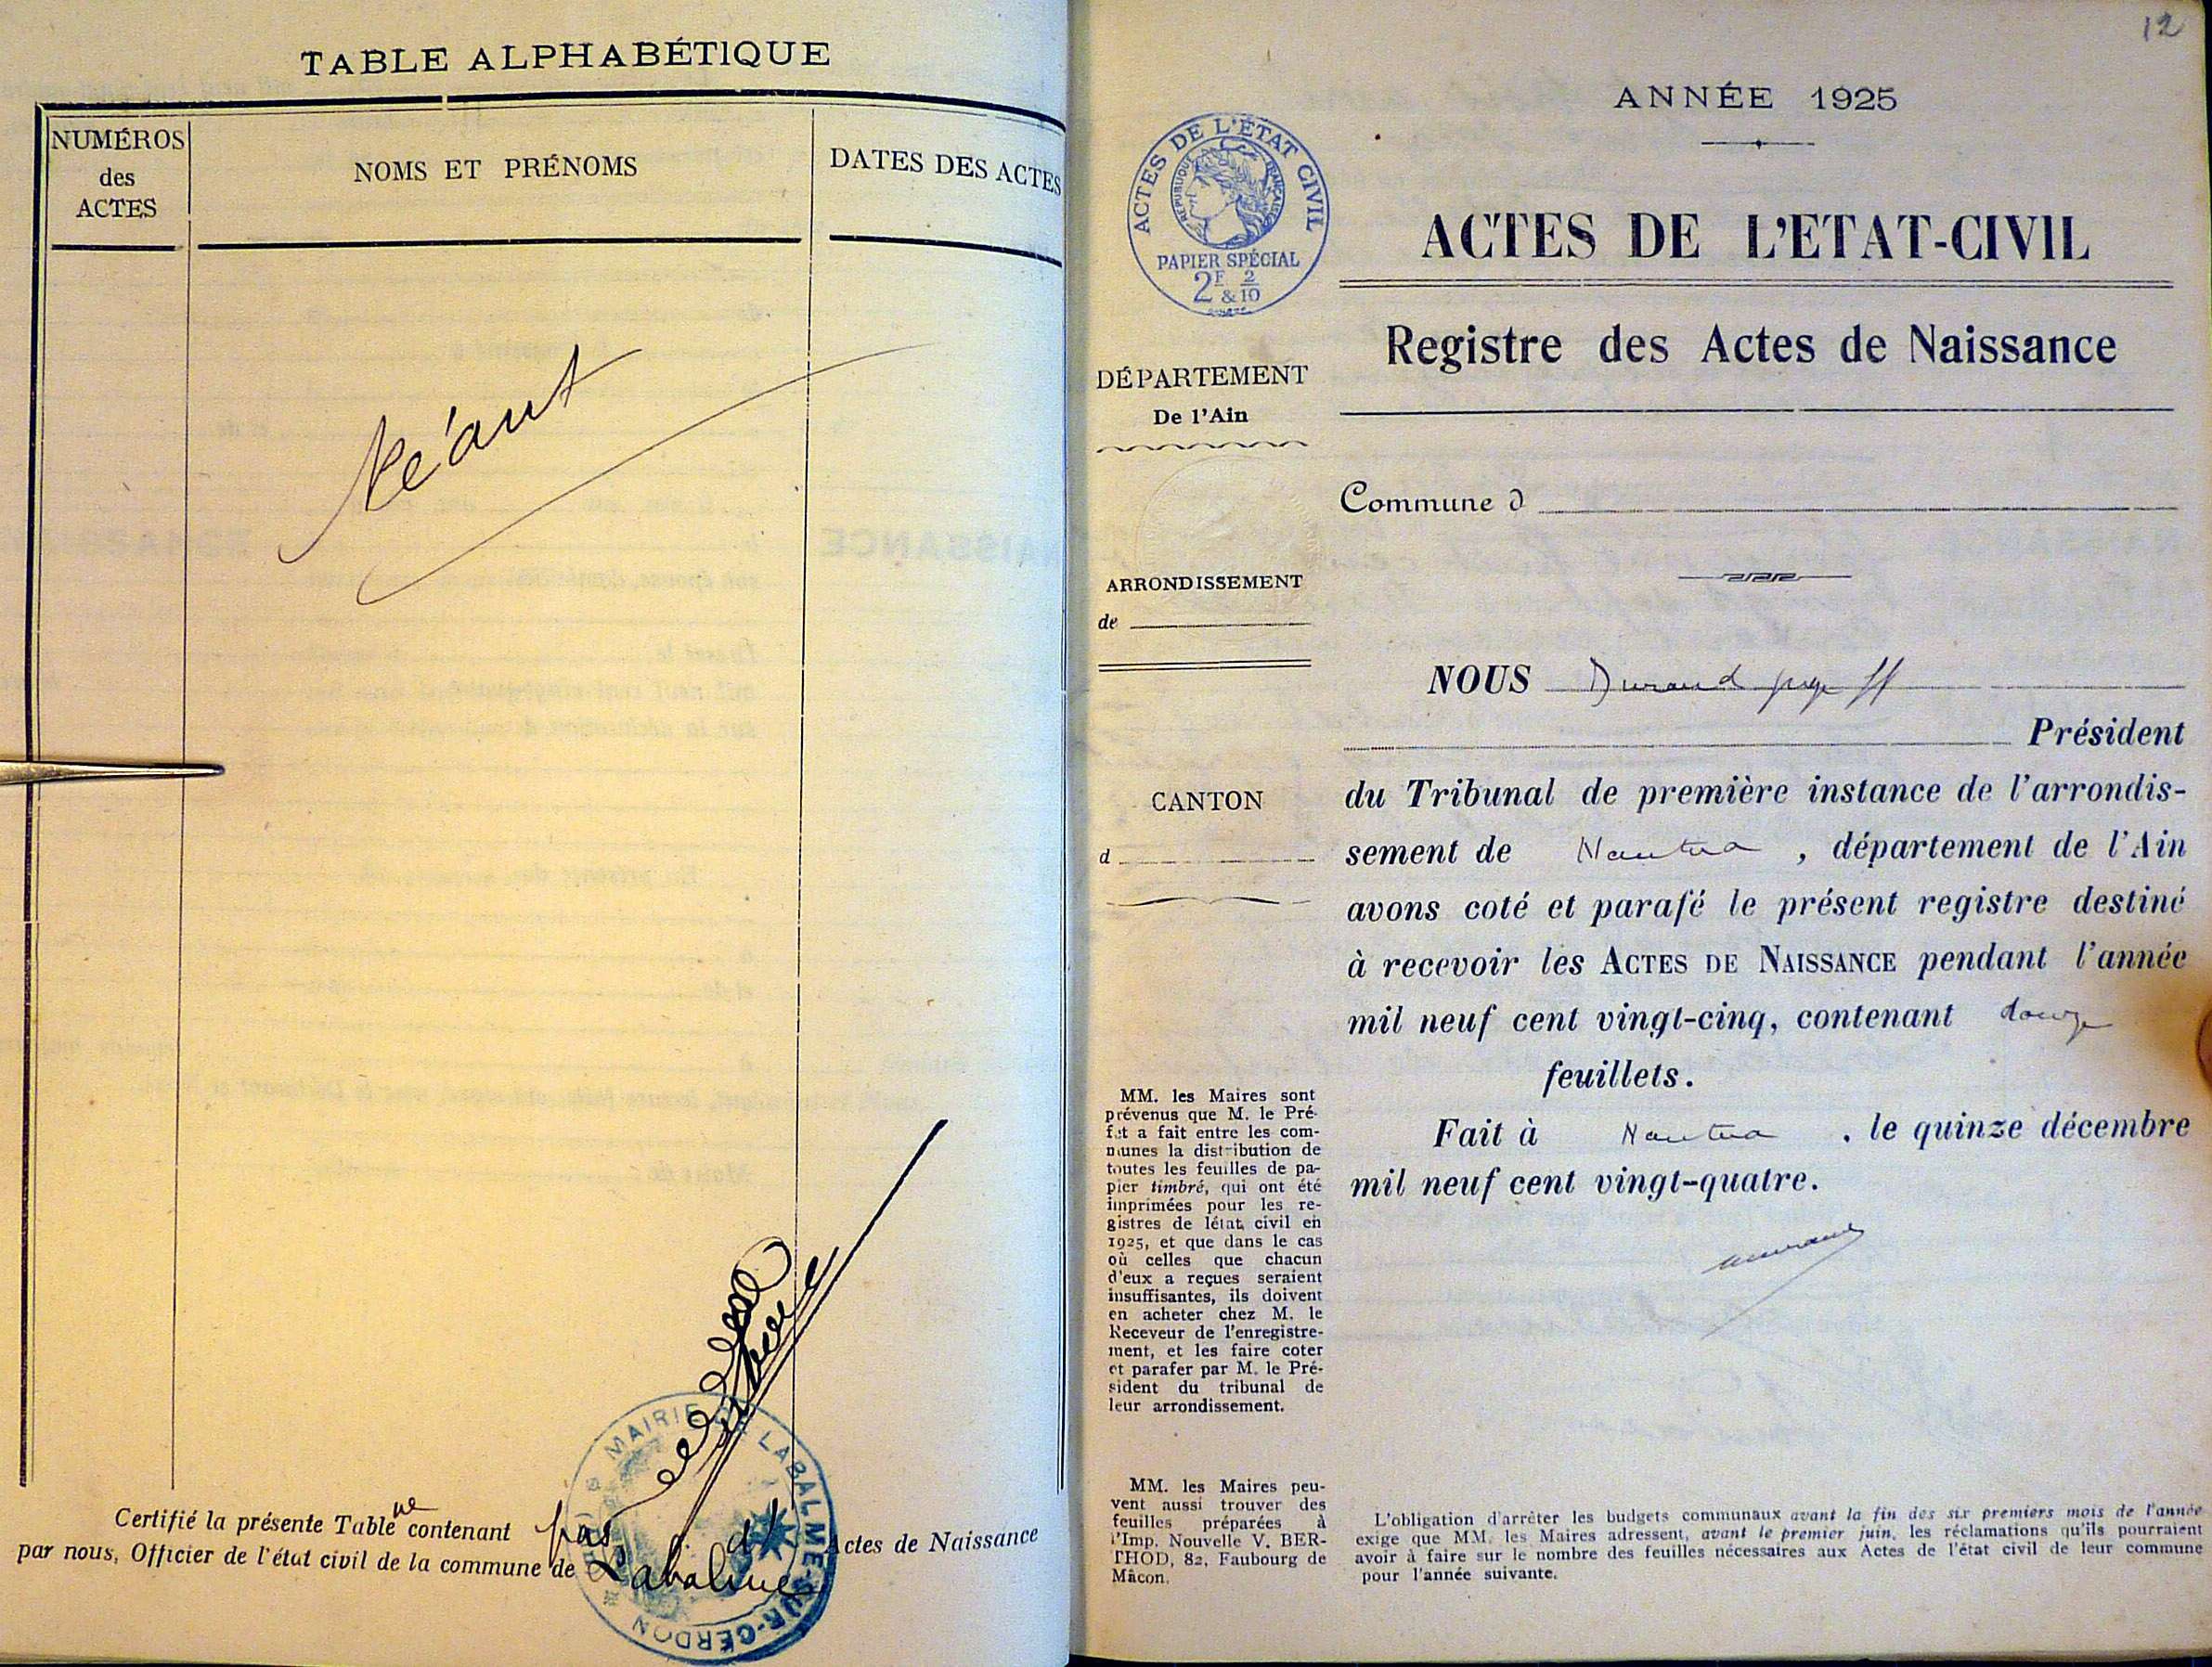 TABLE ALPHABÉTIQUE
NUMÉROS
des
ACTES
NOMS ET PRÉNOMS
DATES DES ACTES
Néant
Certifié la présente Table ne contenant pas d' Actes de Naissance
par nous, Officier de l'état civil de la commune de Labalme
MAIRIE DE LABALME-SUR-CERDON
12
ANNÉE 1925
ACTES DE L'ÉTAT CIVIL
RÉPUBLIQUE FRANÇAISE
PAPIER SPÉCIAL
2F & 2/10
ACTES DE L'ETAT-CIVIL
Registre des Actes de Naissance
DÉPARTEMENT
De l'Ain
Commune d
ARRONDISSEMENT
de
CANTON
d
NOUS Durand juge ff
Président
du Tribunal de première instance de l'arrondis-
sement de Nantua, département de l'Ain
avons coté et parafé le présent registre destiné
à recevoir les ACTES DE NAISSANCE pendant l'année
mil neuf cent vingt-cinq, contenant douze
feuillets.
Fait à Nantua, le quinze décembre
mil neuf cent vingt-quatre.
Durand
MM. les Maires sont
prévenus que M. le Pré-
fet a fait entre les com-
munes la distribution de
toutes les feuilles de pa-
pier timbré, qui ont été
imprimées pour les re-
gistres de létat civil en
1925, et que dans le cas
où celles que chacun
d'eux a reçues seraient
insuffisantes, ils doivent
en acheter chez M. le
Receveur de l'enregistre-
ment, et les faire coter
et parafer par M. le Pré-
sident du tribunal de
leur arrondissement.
MM. les Maires peu-
vent aussi trouver des
feuilles préparées à
l'Imp. Nouvelle V. BER-
THOD, 82, Faubourg de
Mâcon.
L'obligation d'arrêter les budgets communaux avant la fin des six premiers mois de l'année
exige que MM. les Maires adressent, avant le premier juin, les réclamations qu'ils pourraient
avoir à faire sur le nombre des feuilles nécessaires aux Actes de l'état civil de leur commune
pour l'année suivante.